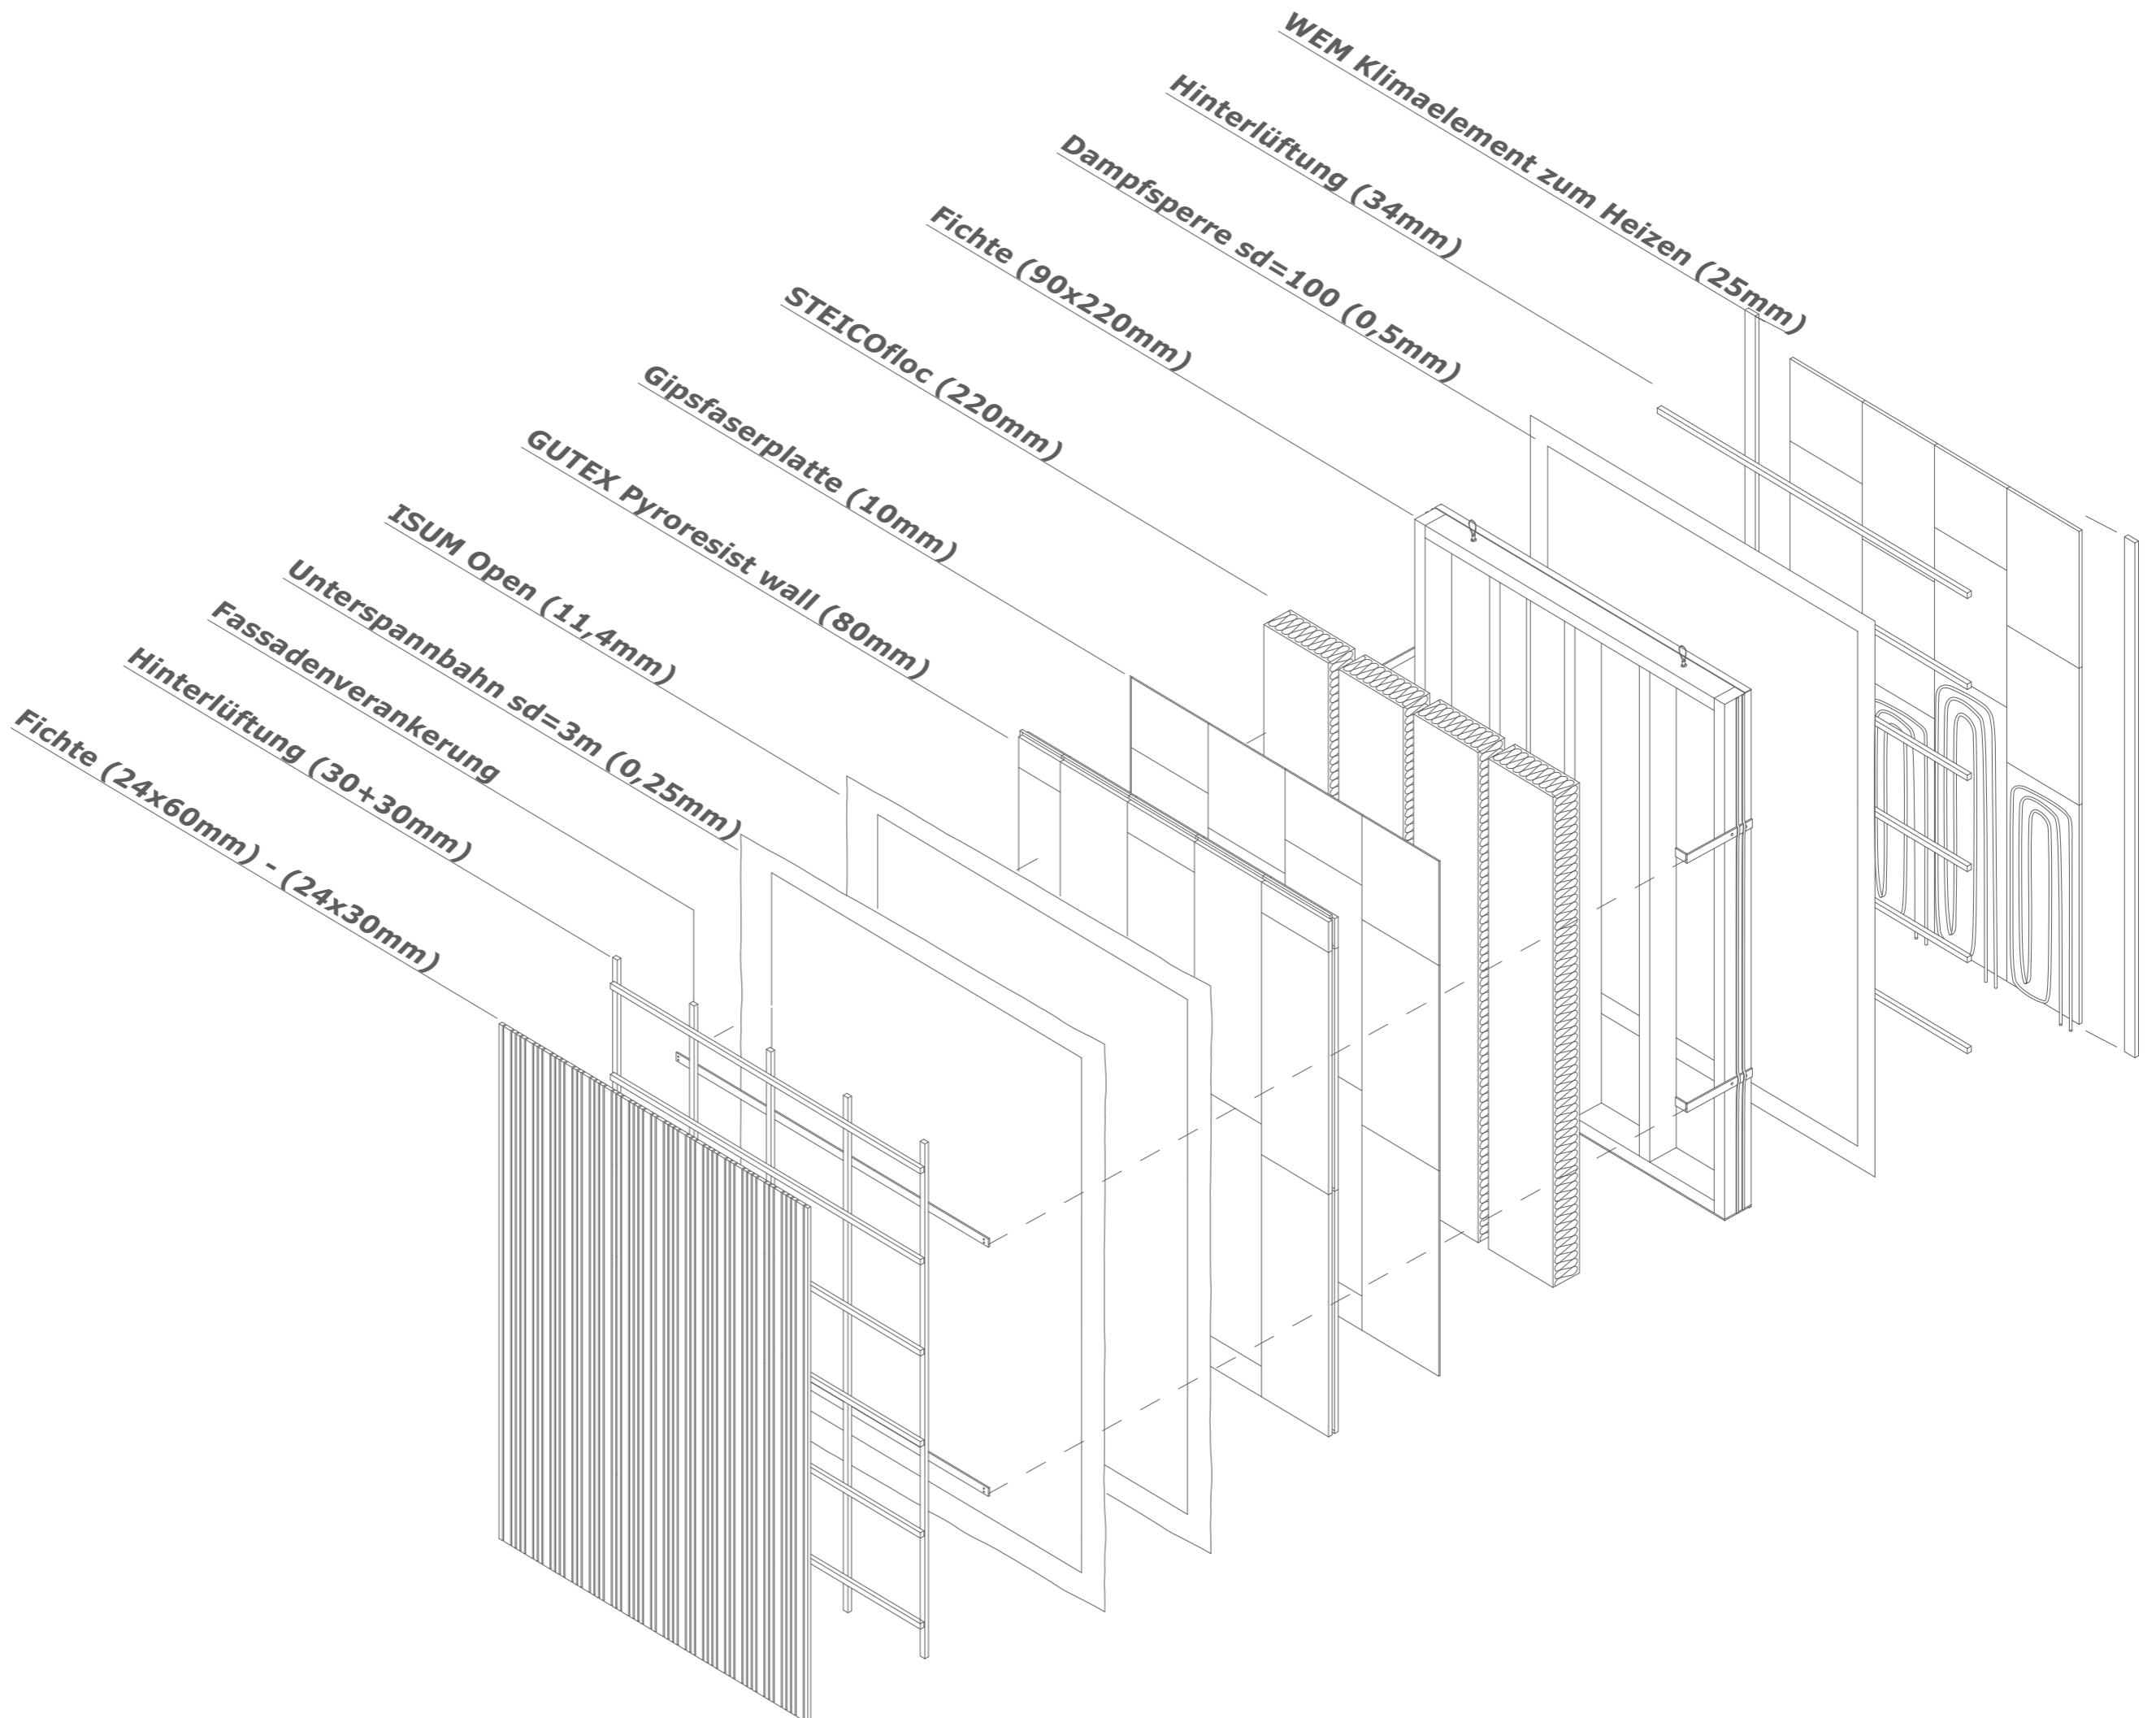 WEM Klimaelement zum Heizen (25mm)
Hinterlüftung (34mm)
Dampfsperre sd=100 (0,5mm)
Fichte (90x220mm)
STEICOfloc (220mm)
Gipsfaserplatte (10mm)
GUTEX Pyroresist wall (80mm)
ISUM Open (11,4mm)
Unterspannbahn sd=3m (0,25mm)
Fassadenverankerung
Hinterlüftung (30+30mm)
Fichte (24x60mm) - (24x30mm)